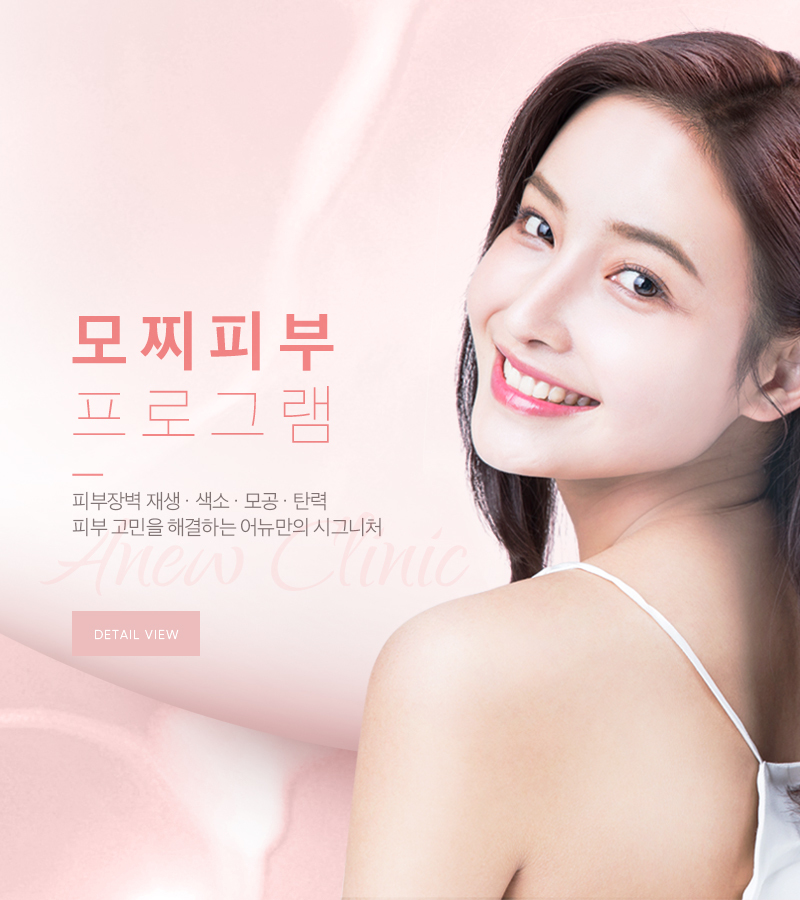 모찌피부
프로그램
피부장벽 재생 · 색소 · 모공 · 탄력
피부 고민을 해결하는 어뉴만의 시그니처
Anew Clinic
DETAIL VIEW